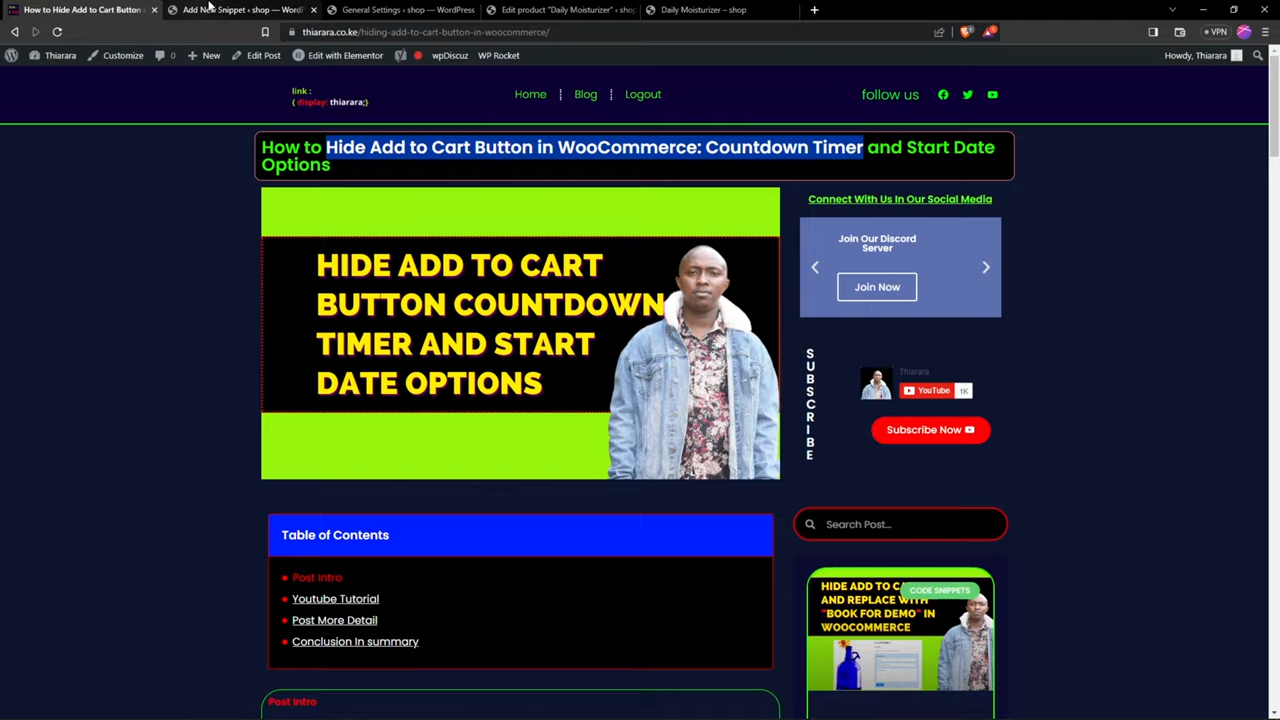 How to Hide Add to Cart Button
Add New Snippet ‹ shop — WordP
General Settings ‹ shop — WordPress
Edit product "Daily Moisturizer" ‹ shop
Daily Moisturizer – shop
thiarara.co.ke/hiding-add-to-cart-button-in-woocommerce/
VPN
Thiarara
Customize
0
New
Edit Post
Edit with Elementor
wpDiscuz
WP Rocket
Howdy, Thiarara
link :
{ display: thiarara;}
Home
Blog
Logout
follow us
How to Hide Add to Cart Button in WooCommerce: Countdown Timer and Start Date
Options
HIDE ADD TO CART
BUTTON COUNTDOWN
TIMER AND START
DATE OPTIONS
Connect With Us In Our Social Media
Join Our Discord
Server
Join Now
SUBSCRIBE
Thiarara
YouTube
1K
Subscribe Now
Table of Contents
Post Intro
Youtube Tutorial
Post More Detail
Conclusion In summary
Search Post...
CODE SNIPPETS
HIDE ADD TO CA
AND REPLACE WITH
"BOOK FOR DEMO" IN
WOOCOMMERCE
Post Intro